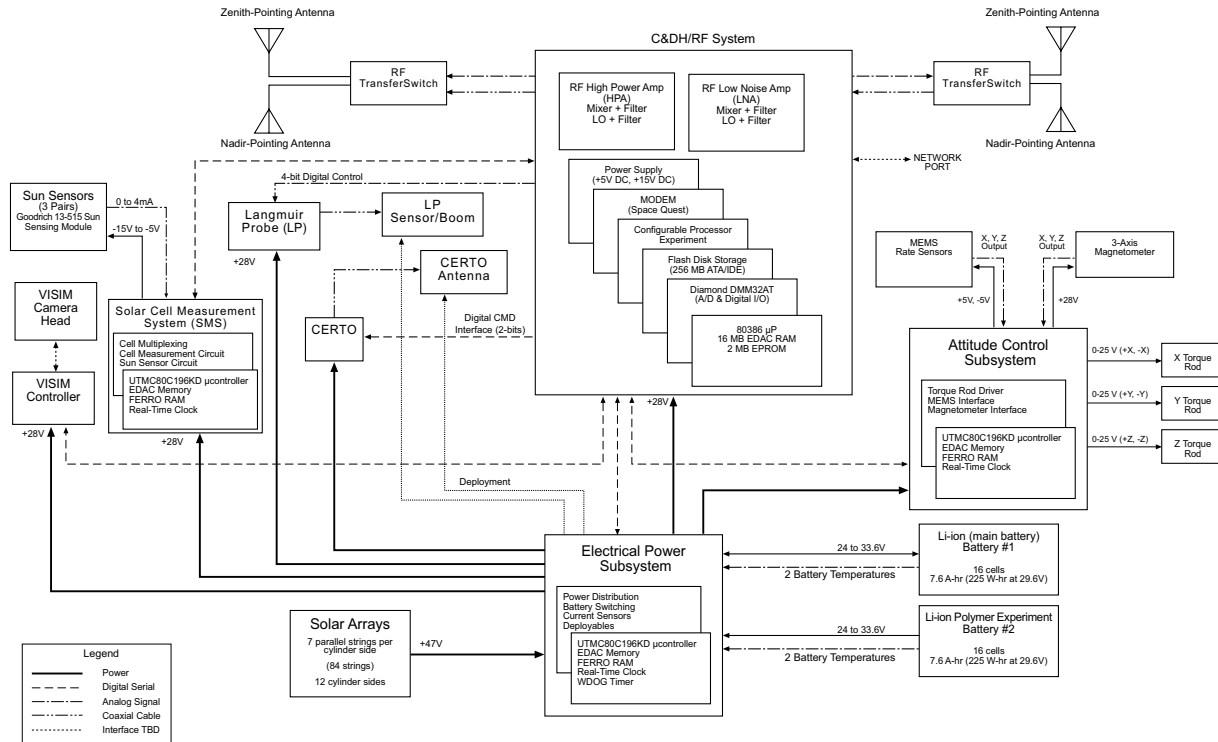 Zenith-Pointing Antenna
Zenith-Pointing Antenna
C&DH/RF System
RF
TransferSwitch
RF
TransferSwitch
RF High Power Amp
(HPA)
Mixer + Filter
LO + Filter
RF Low Noise Amp
(LNA)
Mixer + Filter
LO + Filter
Nadir-Pointing Antenna
Nadir-Pointing Antenna
NETWORK
PORT
Power Supply
(+5V DC, +15V DC)
MODEM
(Space Quest)
Configurable Processor
Experiment
Flash Disk Storage
(256 MB ATA/IDE)
Diamond DMM32AT
(A/D & Digital I/O)
80386 µP
16 MB EDAC RAM
2 MB EPROM
4-bit Digital Control
Sun Sensors
(3 Pairs)
Goodrich 13-515 Sun
Sensing Module
0 to 4mA
-15V to -5V
Langmuir
Probe (LP)
+28V
LP
Sensor/Boom
CERTO
Antenna
CERTO
Digital CMD
Interface (2-bits)
MEMS
Rate Sensors
X, Y, Z
Output
X, Y, Z
Output
3-Axis
Magnetometer
+5V, -5V
+28V
VISIM
Camera
Head
VISIM
Controller
+28V
Solar Cell Measurement
System (SMS)
Cell Multiplexing
Cell Measurement Circuit
Sun Sensor Circuit
UTMC80C196KD µcontroller
EDAC Memory
FERRO RAM
Real-Time Clock
+28V
+28V
Attitude Control
Subsystem
Torque Rod Driver
MEMS Interface
Magnetometer Interface
UTMC80C196KD µcontroller
EDAC Memory
FERRO RAM
Real-Time Clock
0-25 V (+X, -X)
X Torque
Rod
0-25 V (+Y, -Y)
Y Torque
Rod
0-25 V (+Z, -Z)
Z Torque
Rod
Deployment
Electrical Power
Subsystem
Power Distribution
Battery Switching
Current Sensors
Deployables
UTMC80C196KD µcontroller
EDAC Memory
FERRO RAM
Real-Time Clock
WDOG Timer
24 to 33.6V
2 Battery Temperatures
Li-ion (main battery)
Battery #1
16 cells
7.6 A-hr (225 W-hr at 29.6V)
24 to 33.6V
2 Battery Temperatures
Li-ion Polymer Experiment
Battery #2
16 cells
7.6 A-hr (225 W-hr at 29.6V)
Solar Arrays
7 parallel strings per
cylinder side
(84 strings)
12 cylinder sides
+47V
Legend
Power
Digital Serial
Analog Signal
Coaxial Cable
Interface TBD